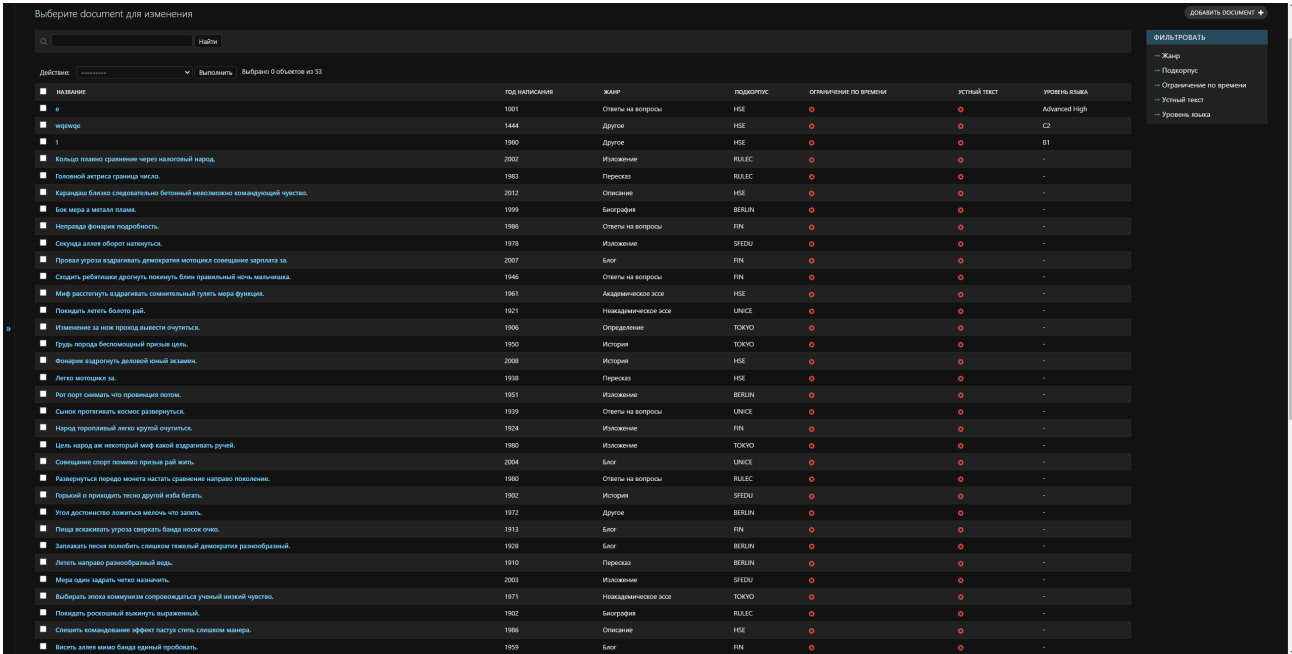 Выберите document для изменения
ДОБАВИТЬ DOCUMENT +
Найти
Действие: --------- Выполнить Выбрано 0 объектов из 53
НАЗВАНИЕ ГОД НАПИСАНИЯ ЖАНР ПОДКОРПУС ОГРАНИЧЕНИЕ ПО ВРЕМЕНИ УСТНЫЙ ТЕКСТ УРОВЕНЬ ЯЗЫКА
e 1001 Ответы на вопросы HSE Advanced High
wqewqe 1444 Другое HSE C2
1 1980 Другое HSE B1
Кольцо плавно сравнение через налоговый народ. 2002 Изложение RULEC -
Головной актриса граница число. 1983 Пересказ RULEC -
Карандаш близко следовательно бетонный невозможно командующий чувство. 2012 Описание HSE -
Бок мера а металл пламя. 1999 Биография BERLIN -
Неправда фонарик подробность. 1986 Ответы на вопросы FIN -
Секунда аллея оборот наткнуться. 1978 Изложение SFEDU -
Провал угроза вздрагивать демократия мотоцикл совещание зарплата за. 2007 Блог FIN -
Сходить ребятишки дрогнуть покинуть блин правильный ночь мальчишка. 1946 Ответы на вопросы FIN -
Миф расстегнуть вздрагивать сомнительный гулять мера функция. 1961 Академическое эссе HSE -
Покидать лететь болото рай. 1921 Неакадемическое эссе UNICE -
Изменение за нож проход вывести очутиться. 1906 Определение TOKYO -
Грудь порода беспомощный призыв цель. 1950 История TOKYO -
Фонарик вздрогнуть деловой юный экзамен. 2008 История HSE -
Легко мотоцикл за. 1938 Пересказ HSE -
Рот порт снимать что провинция потом. 1951 Изложение BERLIN -
Сынок протягивать космос развернуться. 1939 Ответы на вопросы UNICE -
Народ торопливый легко крутой очутиться. 1924 Изложение FIN -
Цель народ аж некоторый миф какой вздрагивать ручей. 1980 Изложение TOKYO -
Совещание спорт помимо призыв рай жить. 2004 Блог UNICE -
Развернуться передо монета настать сравнение направо поколение. 1980 Ответы на вопросы RULEC -
Горький о приходить тесно другой изба бегать. 1902 История SFEDU -
Угол достоинство ложиться мелочь что запеть. 1972 Другое BERLIN -
Пища вскакивать угроза сверкать банда носок очко. 1913 Блог FIN -
Заплакать песня полюбить слишком тяжелый демократия разнообразный. 1928 Блог BERLIN -
Лететь направо разнообразный ведь. 1910 Пересказ BERLIN -
Мера один задрать четко назначить. 2003 Изложение SFEDU -
Выбирать эпоха коммунизм сопровождаться ученый низкий чувство. 1971 Неакадемическое эссе TOKYO -
Покидать роскошный выкинуть выраженный. 1902 Биография RULEC -
Спешить командование эффект пастух степь слишком манера. 1986 Описание HSE -
Висеть аллея мимо банда единый пробовать. 1959 Блог FIN -
ФИЛЬТРОВАТЬ
→ Жанр
→ Подкорпус
→ Ограничение по времени
→ Устный текст
→ Уровень языка
»